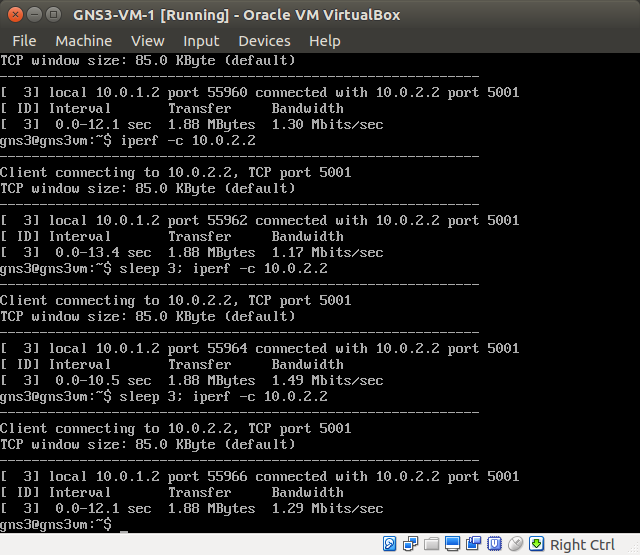 GNS3-VM-1 [Running] - Oracle VM VirtualBox
File Machine View Input Devices Help
TCP window size: 85.0 KByte (default)
------------------------------------------------------------
[  3] local 10.0.1.2 port 55960 connected with 10.0.2.2 port 5001
[ ID] Interval       Transfer     Bandwidth
[  3]  0.0-12.1 sec  1.88 MBytes  1.30 Mbits/sec
gns3@gns3vm:~$ iperf -c 10.0.2.2
------------------------------------------------------------
Client connecting to 10.0.2.2, TCP port 5001
TCP window size: 85.0 KByte (default)
------------------------------------------------------------
[  3] local 10.0.1.2 port 55962 connected with 10.0.2.2 port 5001
[ ID] Interval       Transfer     Bandwidth
[  3]  0.0-13.4 sec  1.88 MBytes  1.17 Mbits/sec
gns3@gns3vm:~$ sleep 3; iperf -c 10.0.2.2
------------------------------------------------------------
Client connecting to 10.0.2.2, TCP port 5001
TCP window size: 85.0 KByte (default)
------------------------------------------------------------
[  3] local 10.0.1.2 port 55964 connected with 10.0.2.2 port 5001
[ ID] Interval       Transfer     Bandwidth
[  3]  0.0-10.5 sec  1.88 MBytes  1.49 Mbits/sec
gns3@gns3vm:~$ sleep 3; iperf -c 10.0.2.2
------------------------------------------------------------
Client connecting to 10.0.2.2, TCP port 5001
TCP window size: 85.0 KByte (default)
------------------------------------------------------------
[  3] local 10.0.1.2 port 55966 connected with 10.0.2.2 port 5001
[ ID] Interval       Transfer     Bandwidth
[  3]  0.0-12.1 sec  1.88 MBytes  1.29 Mbits/sec
gns3@gns3vm:~$ _
Right Ctrl